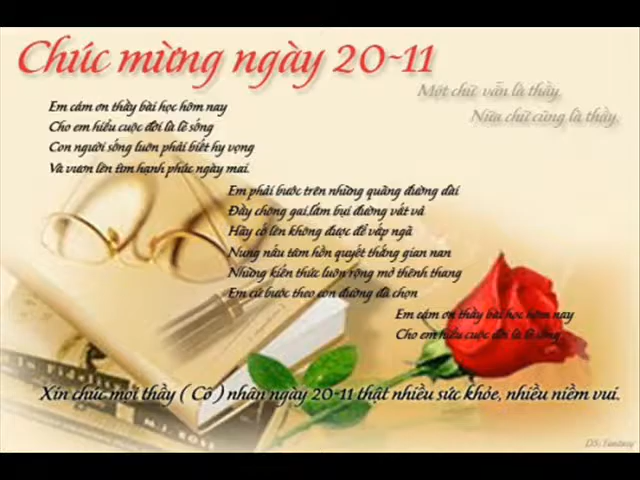 Chúc mừng ngày 20-11
Một chữ vẫn là thầy.
Nửa chữ cũng là thầy.
Em cám ơn thầy bài học hôm nay
Cho em hiểu cuộc đời là lẽ sống
Con người sống luôn phải biết hy vọng
Và vươn lên tìm hạnh phúc ngày mai.
Em phải bước trên những quãng đường dài
Đầy chông gai,lấm bụi đường vất vả
Hãy cố lên không được để vấp ngã
Nung nấu tâm hồn quyết thắng gian nan
Những kiến thức luôn rộng mở thênh thang
Em cứ bước theo con đường đã chọn
Em cám ơn thầy bài học hôm nay
Cho em hiểu cuộc đời là lẽ sống
Xin chúc mọi thầy ( Cô ) nhân ngày 20-11 thật nhiều sức khỏe, nhiều niềm vui.
M. J. ROSE